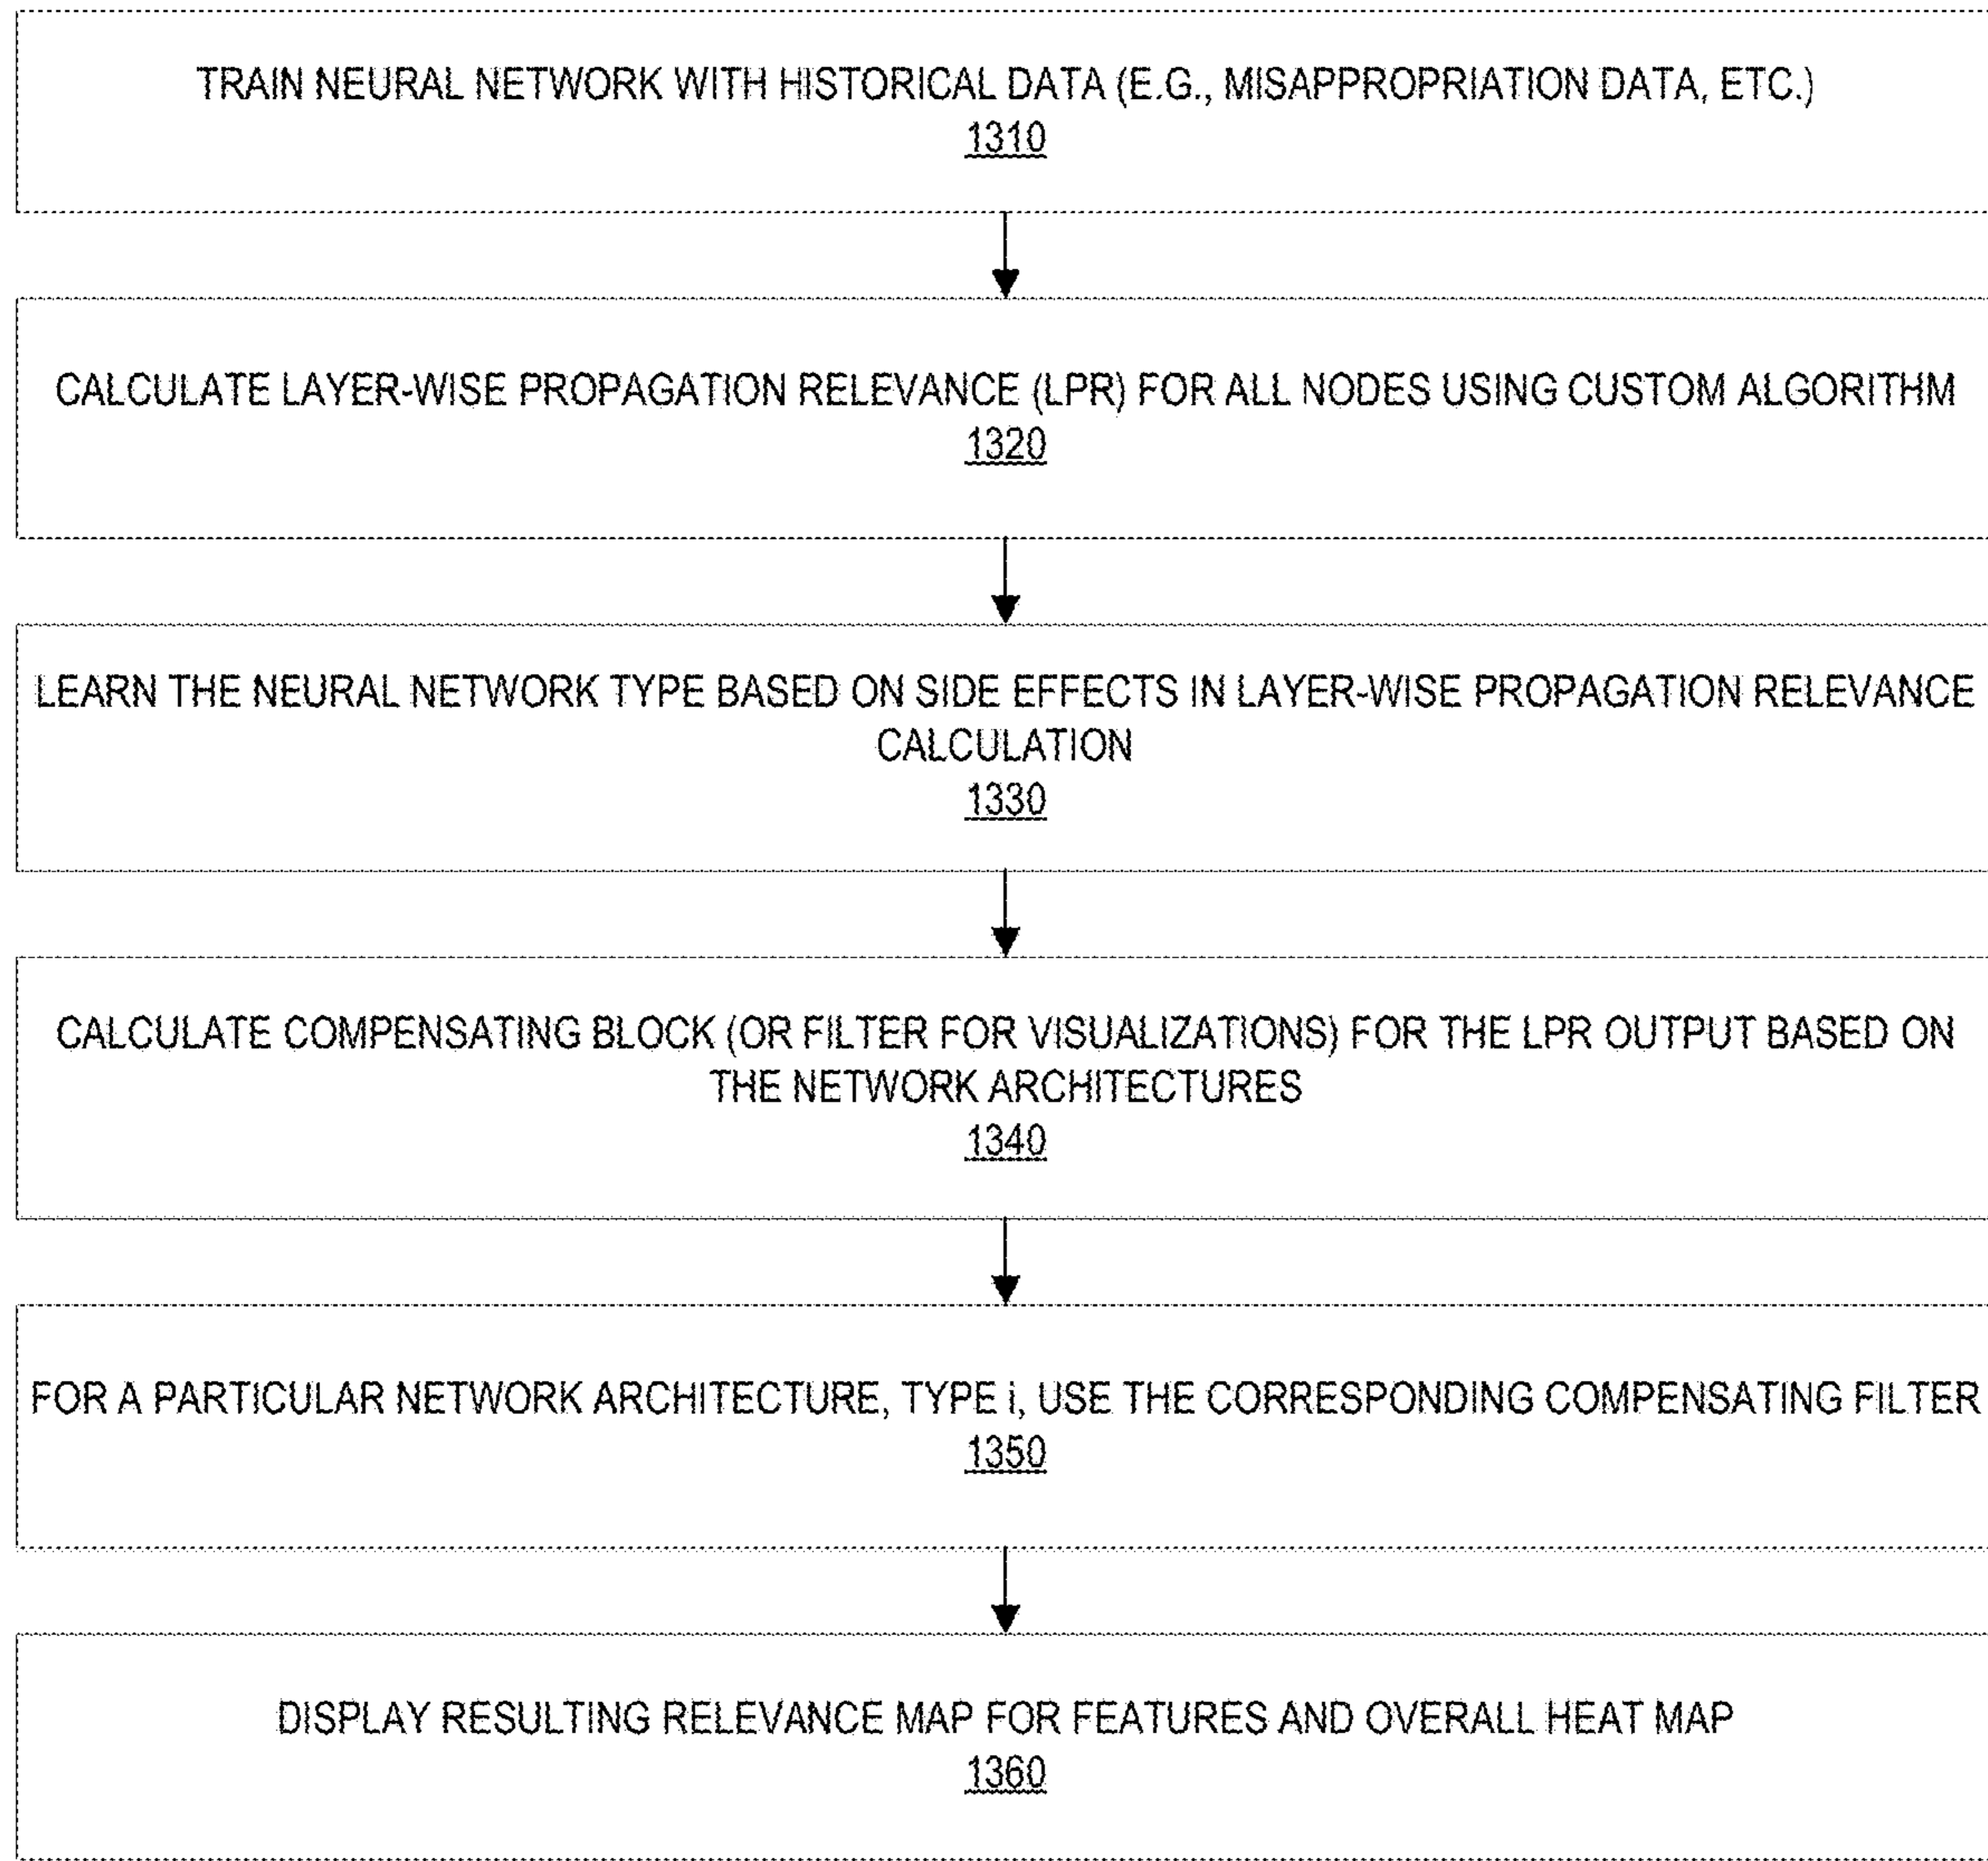 TRAIN NEURAL NETWORK WITH HISTORICAL DATA (E.G., MISAPPROPRIATION DATA, ETC.)
1310
CALCULATE LAYER-WISE PROPAGATION RELEVANCE (LPR) FOR ALL NODES USING CUSTOM ALGORITHM
1320
LEARN THE NEURAL NETWORK TYPE BASED ON SIDE EFFECTS IN LAYER-WISE PROPAGATION RELEVANCE
CALCULATION
1330
CALCULATE COMPENSATING BLOCK (OR FILTER FOR VISUALIZATIONS) FOR THE LPR OUTPUT BASED ON
THE NETWORK ARCHITECTURES
1340
FOR A PARTICULAR NETWORK ARCHITECTURE, TYPE i, USE THE CORRESPONDING COMPENSATING FILTER
1350
DISPLAY RESULTING RELEVANCE MAP FOR FEATURES AND OVERALL HEAT MAP
1360